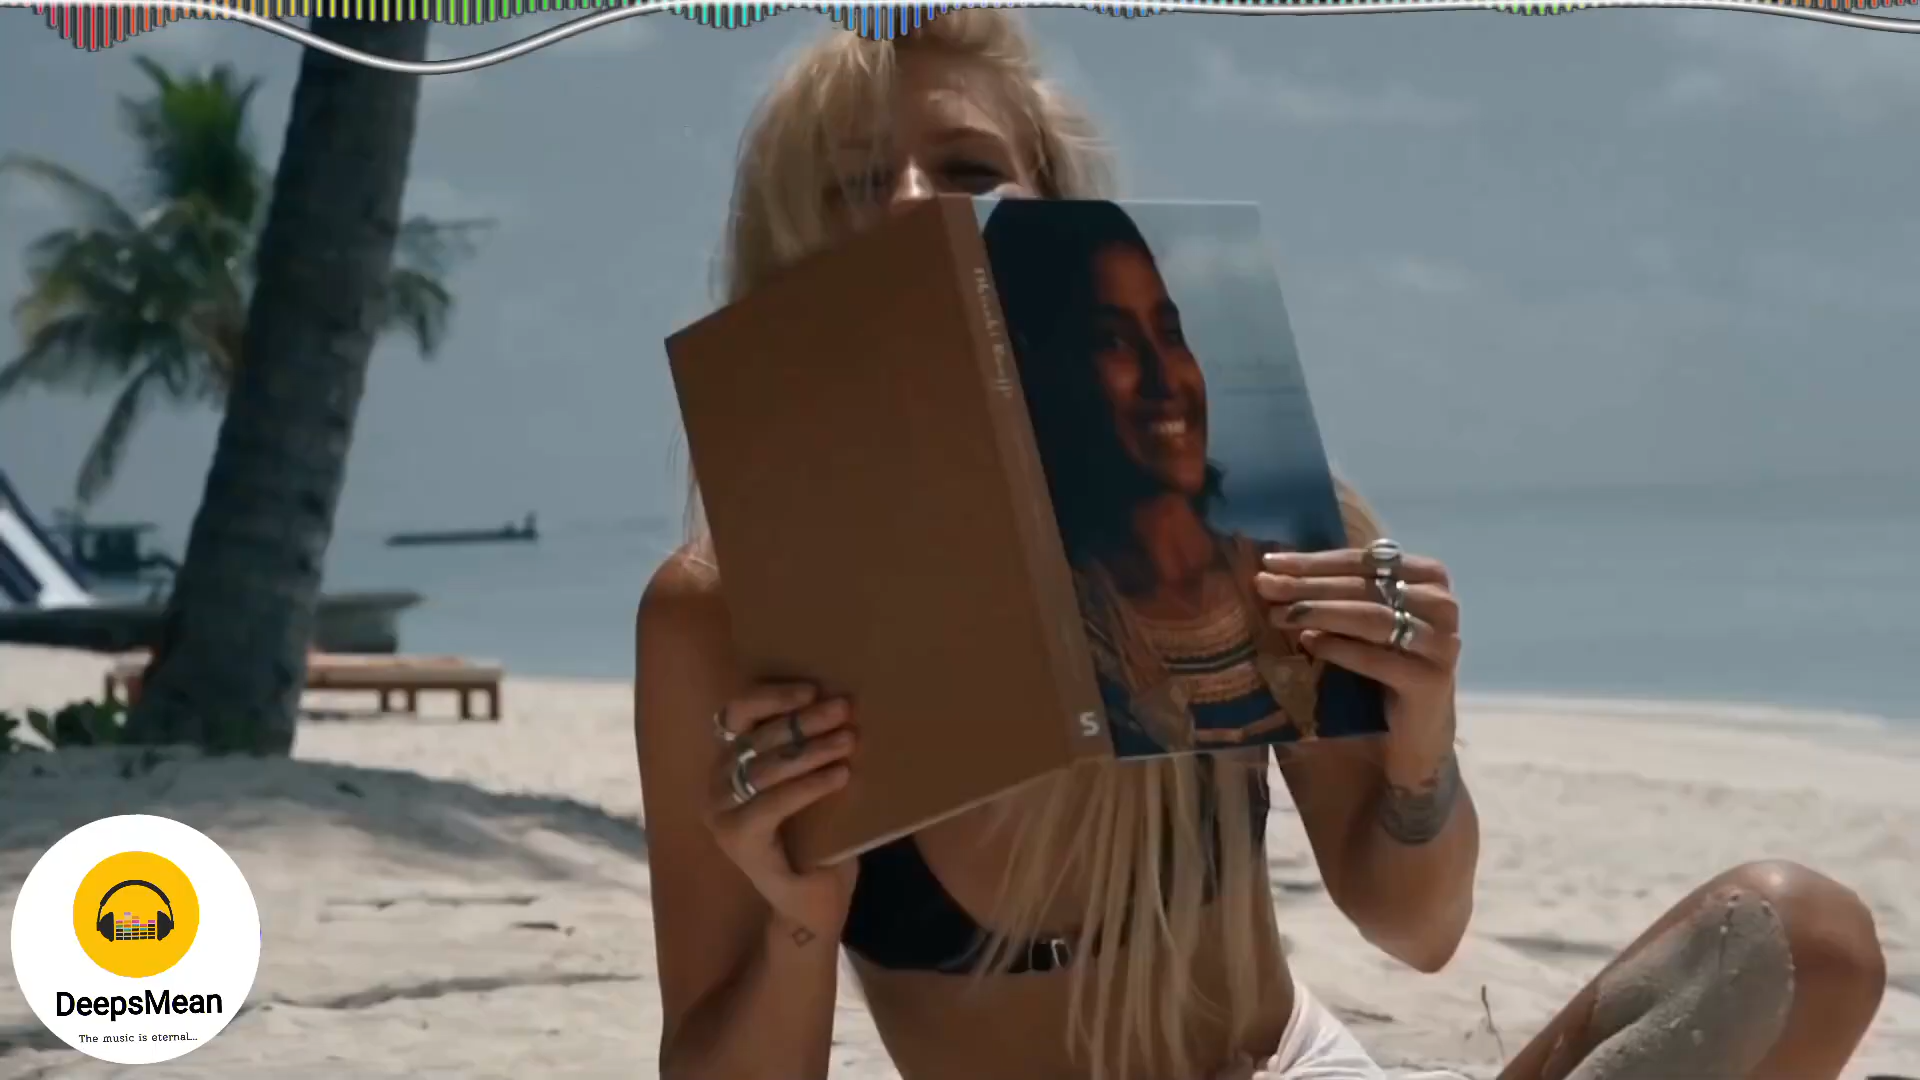 S
DeepsMean
The music is eternal...